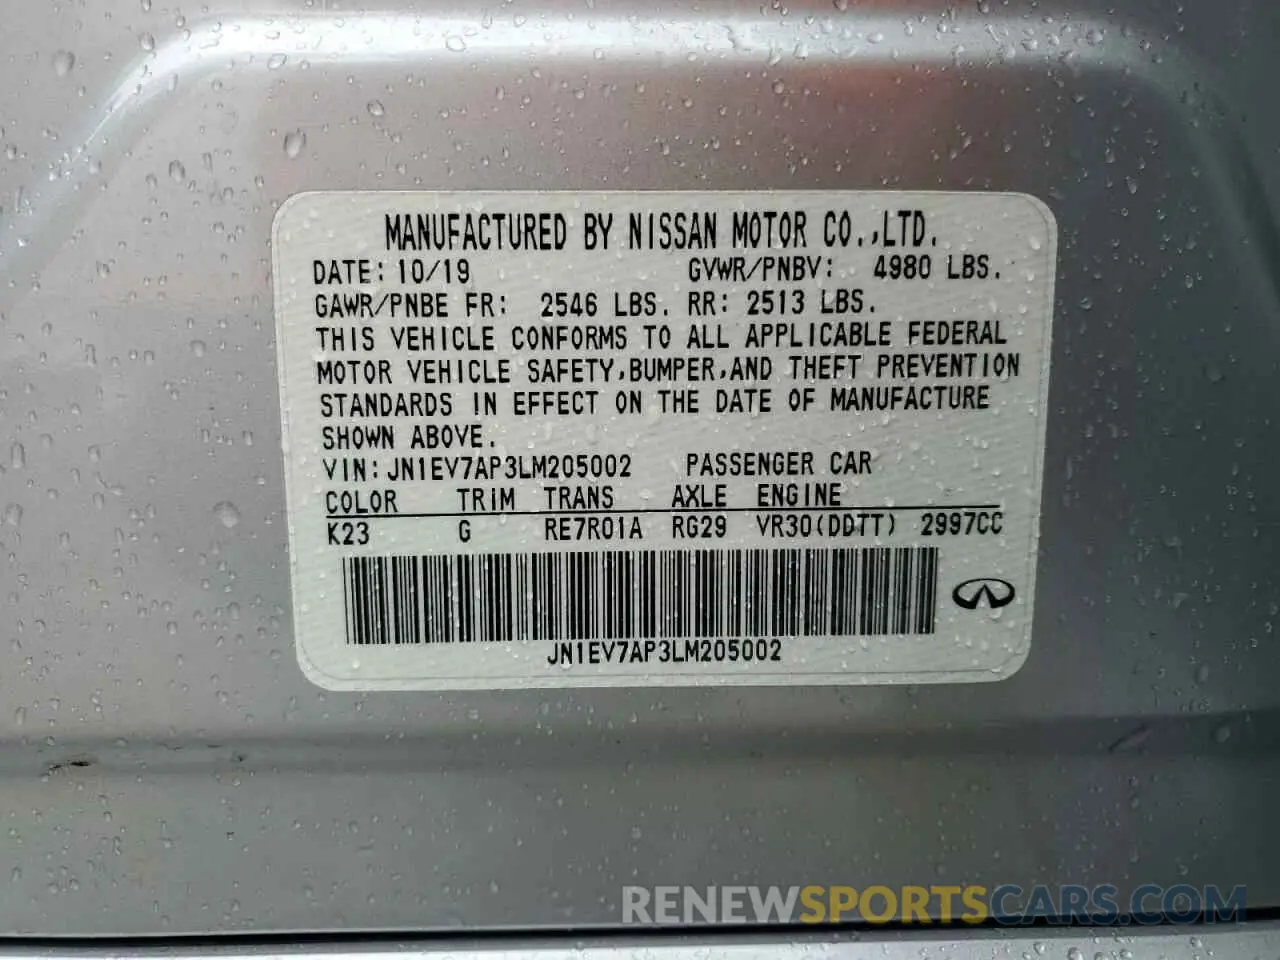 MANUFACTURED BY NISSAN MOTOR CO.,LTD.
DATE: 10/19 GVWR/PNBV: 4980 LBS.
GAWR/PNBE FR: 2546 LBS. RR: 2513 LBS.
THIS VEHICLE CONFORMS TO ALL APPLICABLE FEDERAL
MOTOR VEHICLE SAFETY,BUMPER,AND THEFT PREVENTION
STANDARDS IN EFFECT ON THE DATE OF MANUFACTURE
SHOWN ABOVE.
VIN:JN1EV7AP3LM205002 PASSENGER CAR
COLOR TRIM TRANS AXLE ENGINE
K23 G RE7R01A RG29 VR30(DDTT) 2997CC
JN1EV7AP3LM205002
RENEWSPORTSCARS.COM